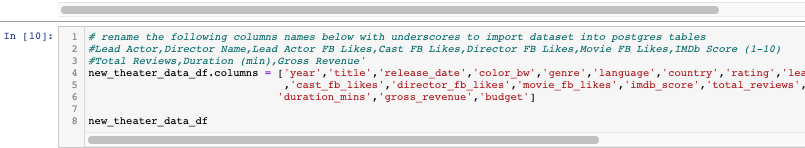 In [10]:
1 # rename the following columns names below with underscores to import dataset into postgres tables
2 #Lead Actor,Director Name,Lead Actor FB Likes,Cast FB Likes,Director FB Likes,Movie FB Likes,IMDb Score (1-10)
3 #Total Reviews,Duration (min),Gross Revenue'
4 new_theater_data_df.columns = ['year','title','release_date','color_bw','genre','language','country','rating','lea
5 ,'cast_fb_likes','director_fb_likes','movie_fb_likes','imdb_score','total_reviews',
6 'duration_mins','gross_revenue','budget']
7
8 new_theater_data_df